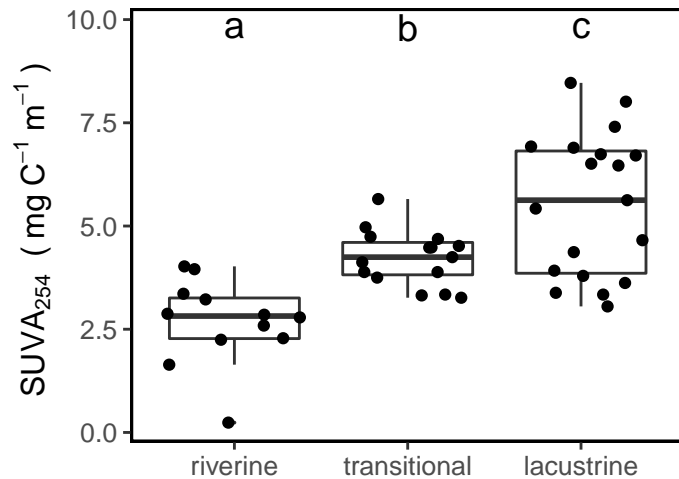 10.0
a
b
c
7.5
5.0
2.5
0.0
SUVA₂₅₄ ( mg C⁻¹ m⁻¹ )
riverine
transitional
lacustrine